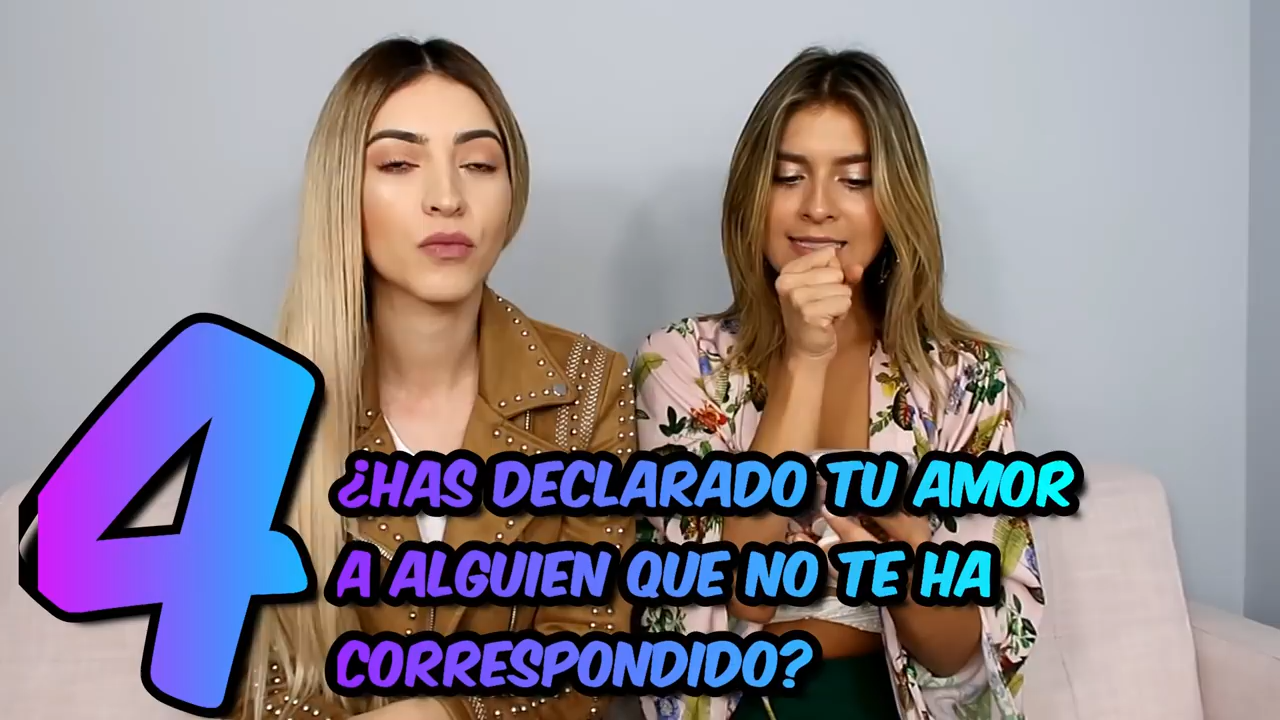 4
¿HAS DECLARADO TU AMOR
A ALGUIEN QUE NO TE HA
CORRESPONDIDO?